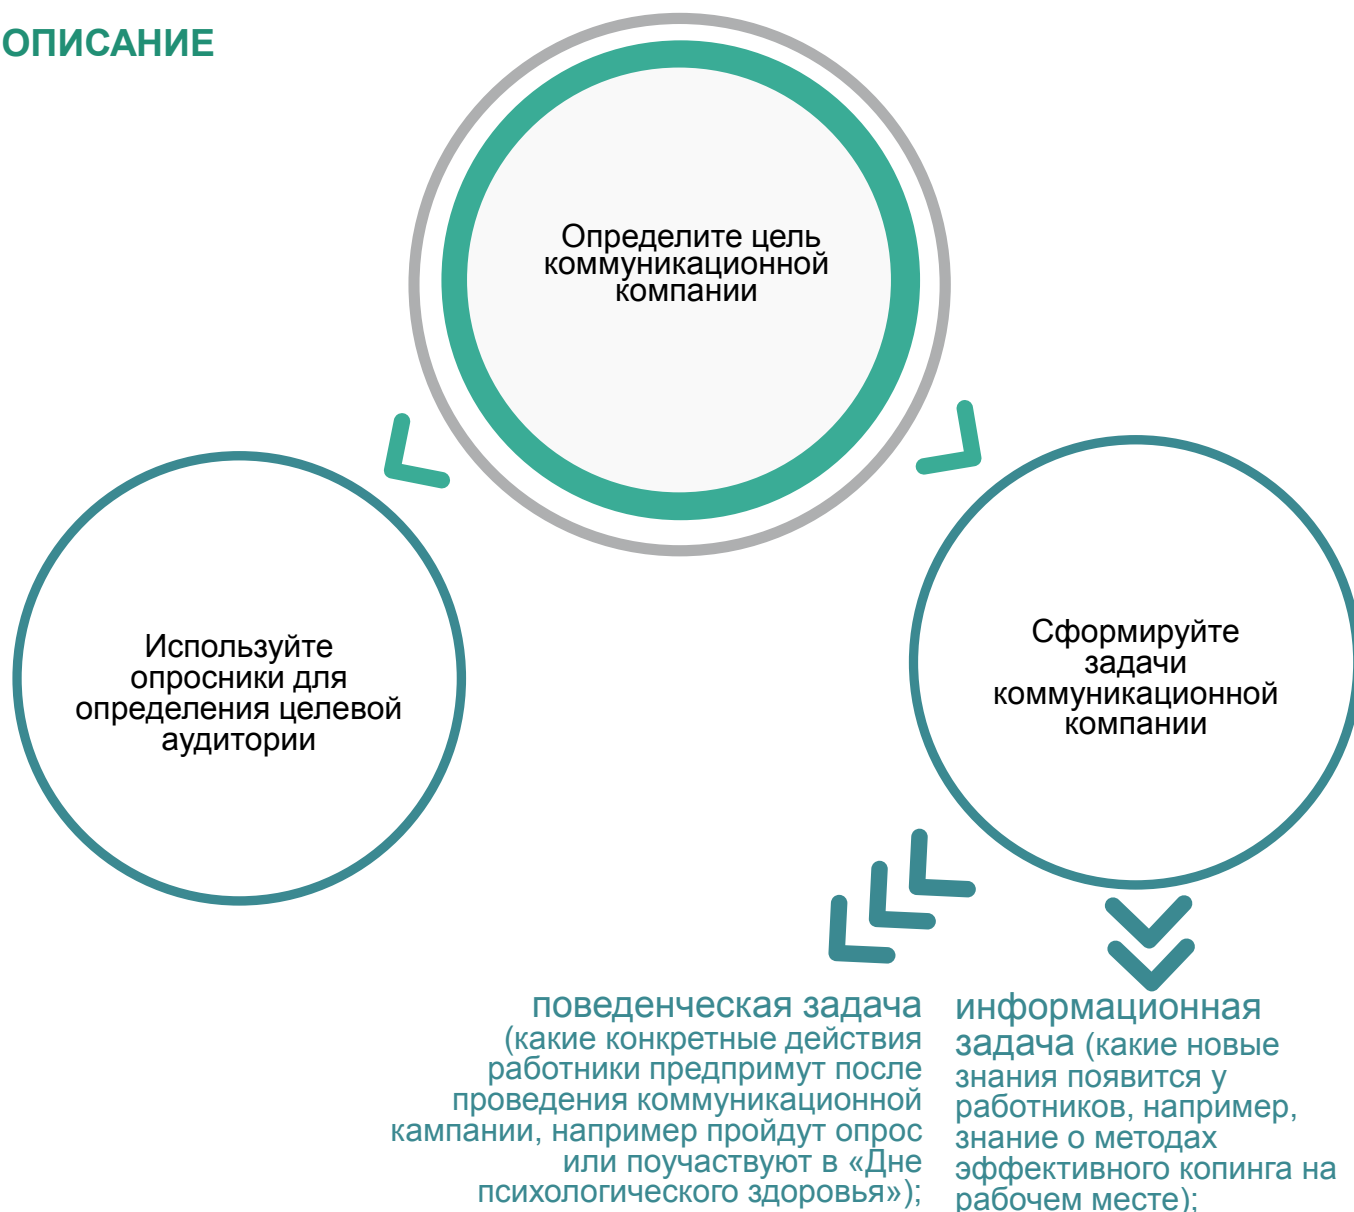 ОПИСАНИЕ
Определите цель
коммуникационной
компании
Используйте
опросники для
определения целевой
аудитории
Сформируйте
задачи
коммуникационной
компании
поведенческая задача
(какие конкретные действия
работники предпримут после
проведения коммуникационной
кампании, например пройдут опрос
или поучаствуют в «Дне
психологического здоровья»);
информационная
задача (какие новые
знания появится у
работников, например,
знание о методах
эффективного копинга на
рабочем месте);